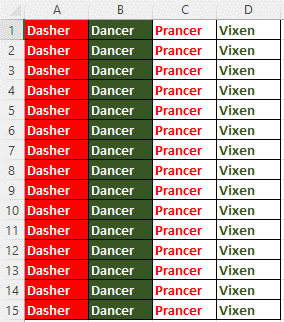 A B C D
1 Dasher Dancer Prancer Vixen
2 Dasher Dancer Prancer Vixen
3 Dasher Dancer Prancer Vixen
4 Dasher Dancer Prancer Vixen
5 Dasher Dancer Prancer Vixen
6 Dasher Dancer Prancer Vixen
7 Dasher Dancer Prancer Vixen
8 Dasher Dancer Prancer Vixen
9 Dasher Dancer Prancer Vixen
10 Dasher Dancer Prancer Vixen
11 Dasher Dancer Prancer Vixen
12 Dasher Dancer Prancer Vixen
13 Dasher Dancer Prancer Vixen
14 Dasher Dancer Prancer Vixen
15 Dasher Dancer Prancer Vixen